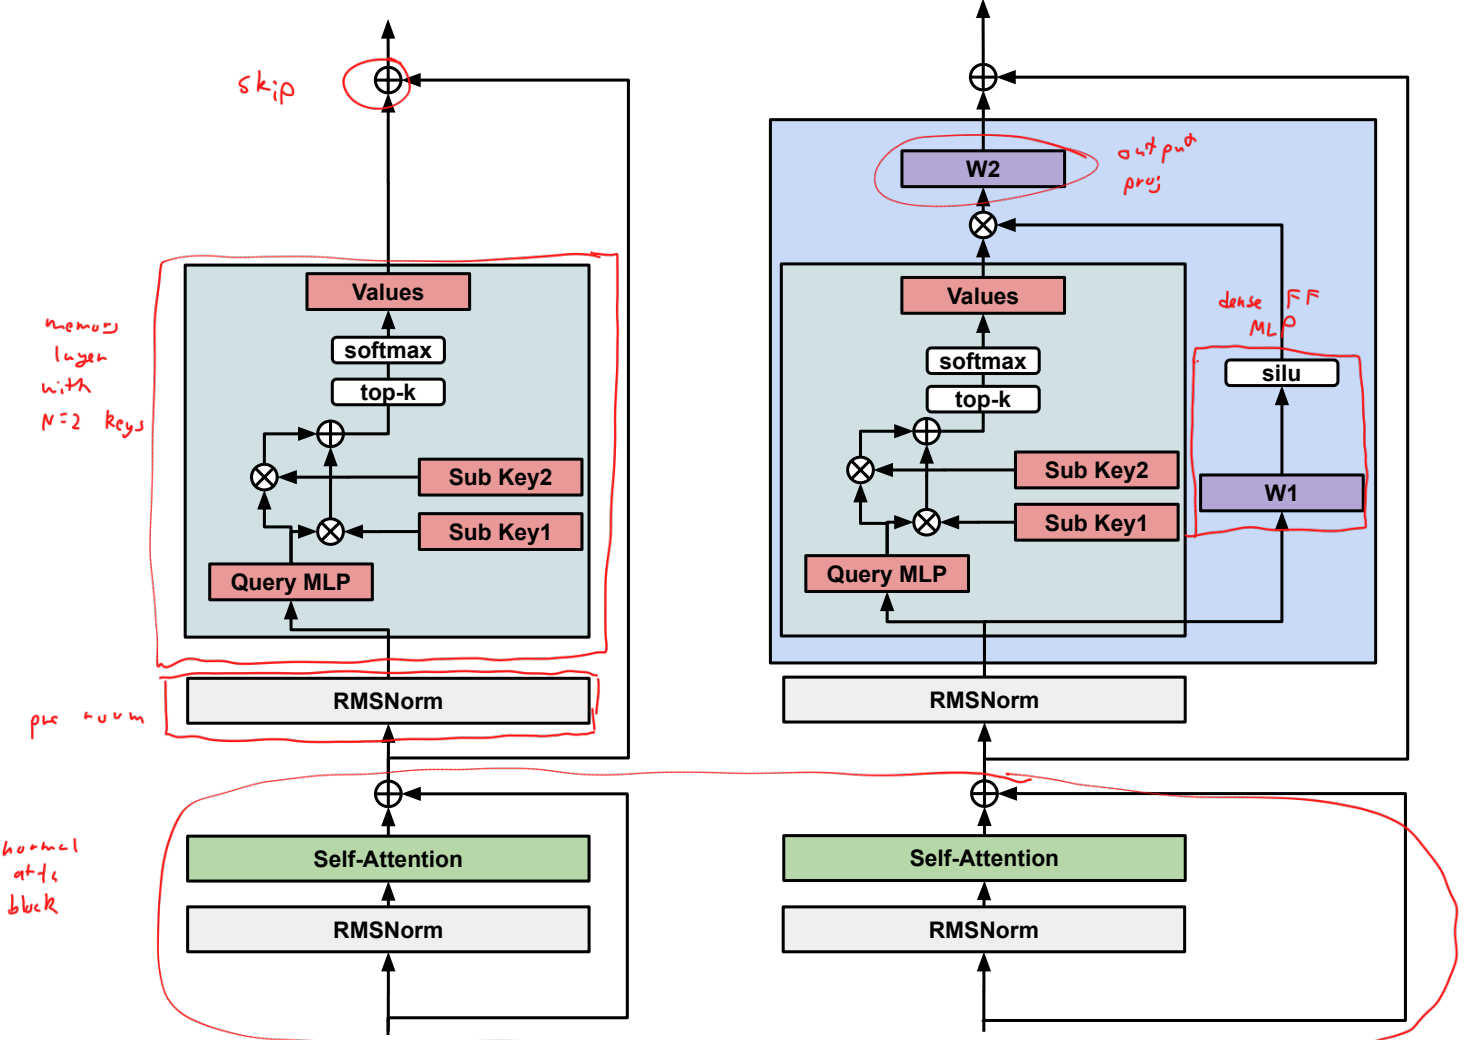 skip
Values
softmax
top-k
Sub Key2
Sub Key1
Query MLP
memory
layer
with
N=2 keys
RMSNorm
pre norm
Self-Attention
RMSNorm
normal
attn
block
W2
output
proj
Values
softmax
top-k
Sub Key2
Sub Key1
Query MLP
dense FF
MLP
silu
W1
RMSNorm
Self-Attention
RMSNorm